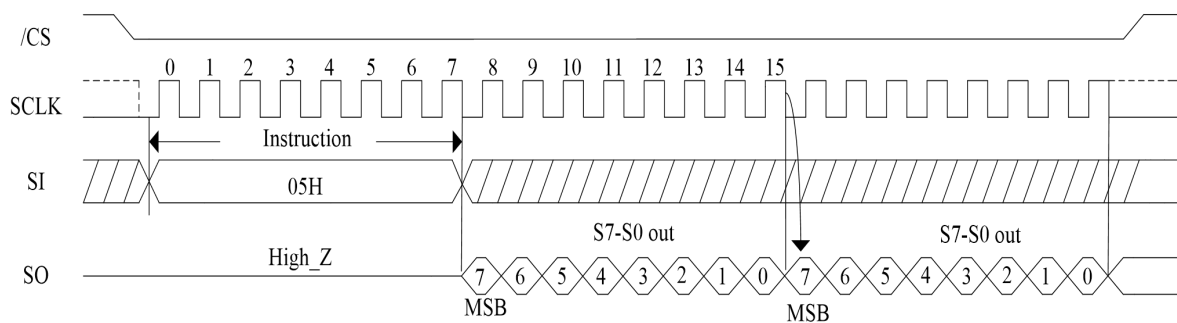 /CS
0 1 2 3 4 5 6 7 8 9 10 11 12 13 14 15
SCLK
Instruction
SI
05H
S7-S0 out S7-S0 out
High_Z
SO
7 6 5 4 3 2 1 0 7 6 5 4 3 2 1 0
MSB MSB